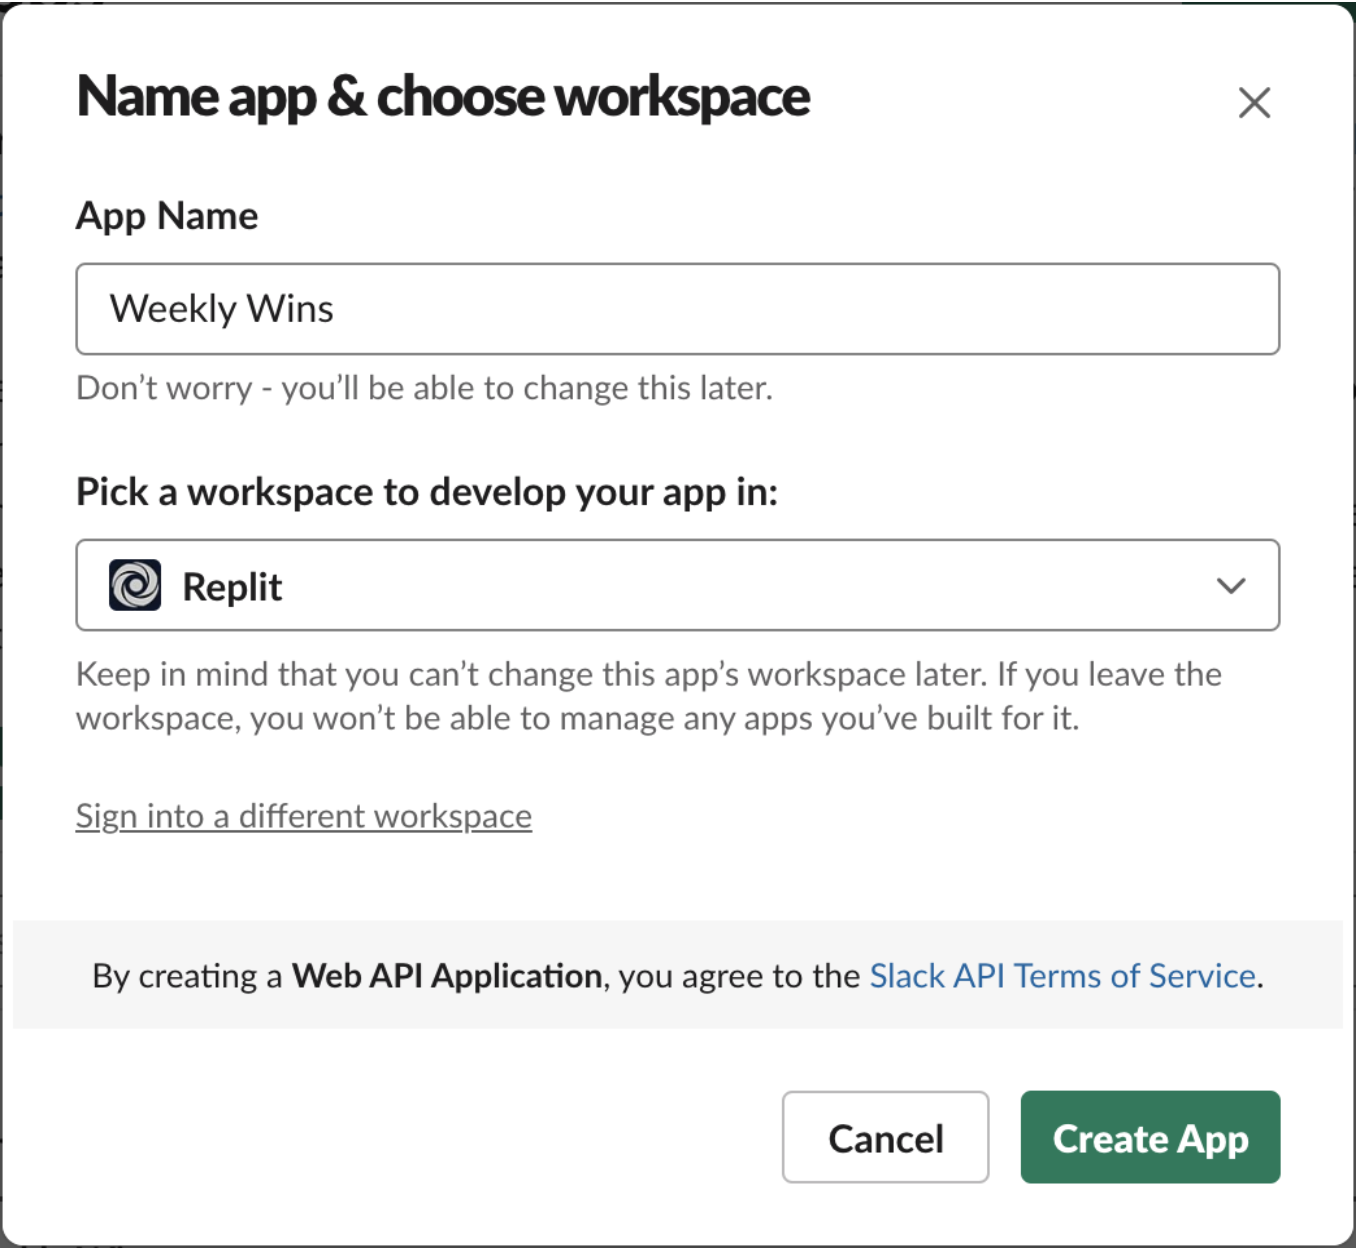 Name app & choose workspace
App Name
Weekly Wins
Don’t worry - you’ll be able to change this later.
Pick a workspace to develop your app in:
Replit
Keep in mind that you can’t change this app’s workspace later. If you leave the
workspace, you won’t be able to manage any apps you’ve built for it.
Sign into a different workspace
By creating a Web API Application, you agree to the Slack API Terms of Service.
Cancel
Create App